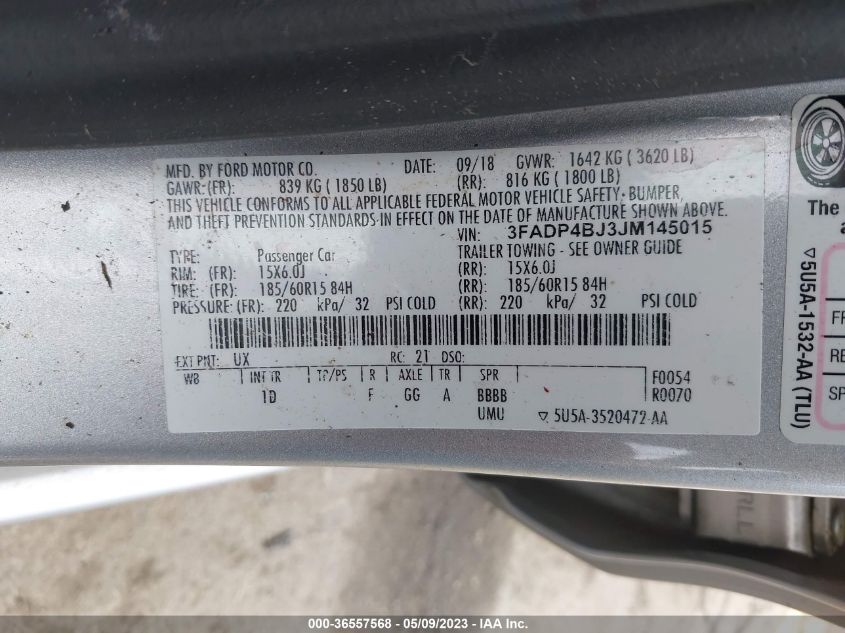 MFD. BY FORD MOTOR CO. DATE: 09/18 GVWR: 1642 KG ( 3620 LB)
GAWR:(FR): 839 KG ( 1850 LB) (RR): 816 KG ( 1800 LB)
THIS VEHICLE CONFORMS TO ALL APPLICABLE FEDERAL MOTOR VEHICLE SAFETY, BUMPER,
AND THEFT PREVENTION STANDARDS IN EFFECT ON THE DATE OF MANUFACTURE SHOWN ABOVE.
VIN: 3FADP4BJ3JM145015
TYPE: Passenger Car TRAILER TOWING - SEE OWNER GUIDE
RIM: (FR): 15X6.0J (RR): 15X6.0J
TIRE: (FR): 185/60R15 84H (RR): 185/60R15 84H
PRESSURE:(FR): 220 kPa/ 32 PSI COLD (RR): 220 kPa/ 32 PSI COLD
EXT PNT: UX RC: 21 DSO:
WB INT TR TP/PS R AXLE TR SPR F0054
1D F GG A BBBB R0070
UMU ▽ 5U5A-3520472-AA
The
a
▽5U5A-1532-AA (TLU)
FR
RE
SP
000-36557568 - 05/09/2023 - IAA Inc.